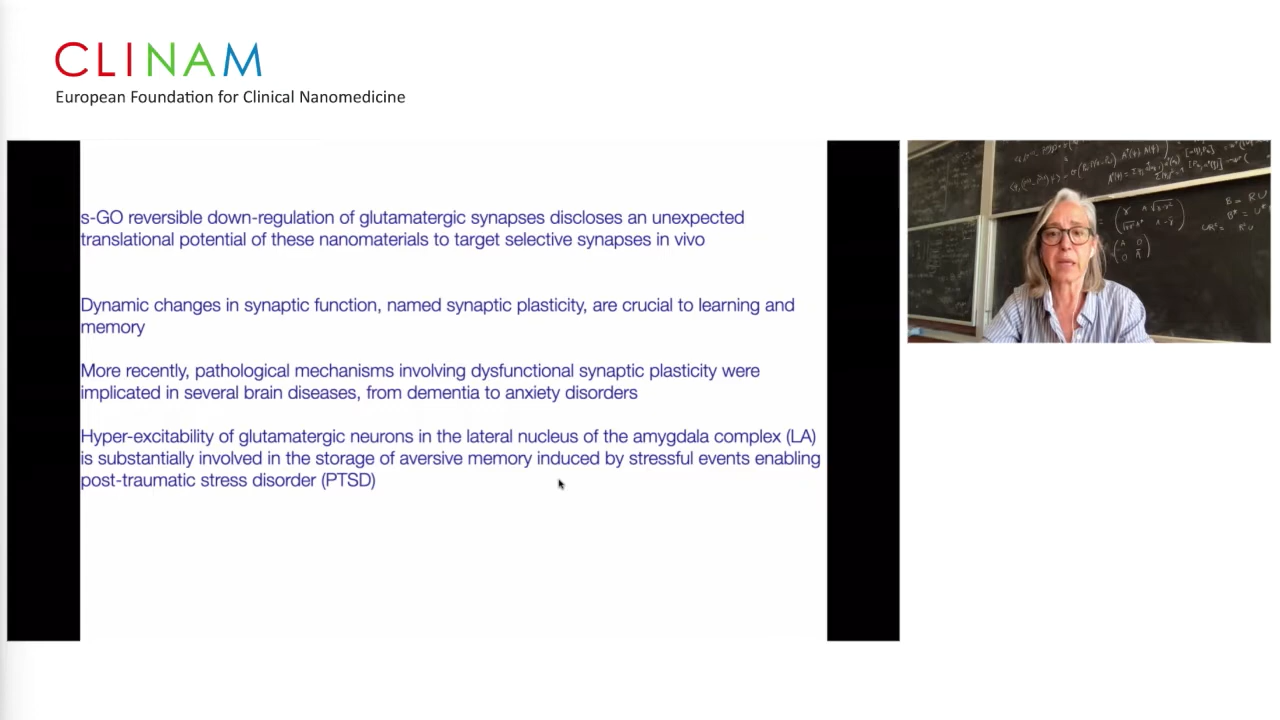 CLINAM
European Foundation for Clinical Nanomedicine
s-GO reversible down-regulation of glutamatergic synapses discloses an unexpected
translational potential of these nanomaterials to target selective synapses in vivo
Dynamic changes in synaptic function, named synaptic plasticity, are crucial to learning and
memory
More recently, pathological mechanisms involving dysfunctional synaptic plasticity were
implicated in several brain diseases, from dementia to anxiety disorders
Hyper-excitability of glutamatergic neurons in the lateral nucleus of the amygdala complex (LA)
is substantially involved in the storage of aversive memory induced by stressful events enabling
post-traumatic stress disorder (PTSD)